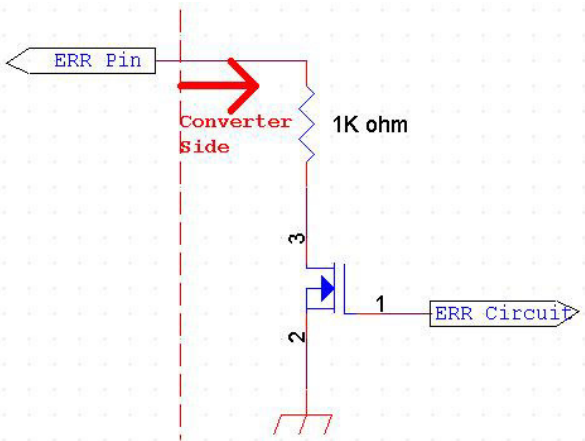 ERR Pin
Converter
Side
1K ohm
3
1
ERR Circuit
2